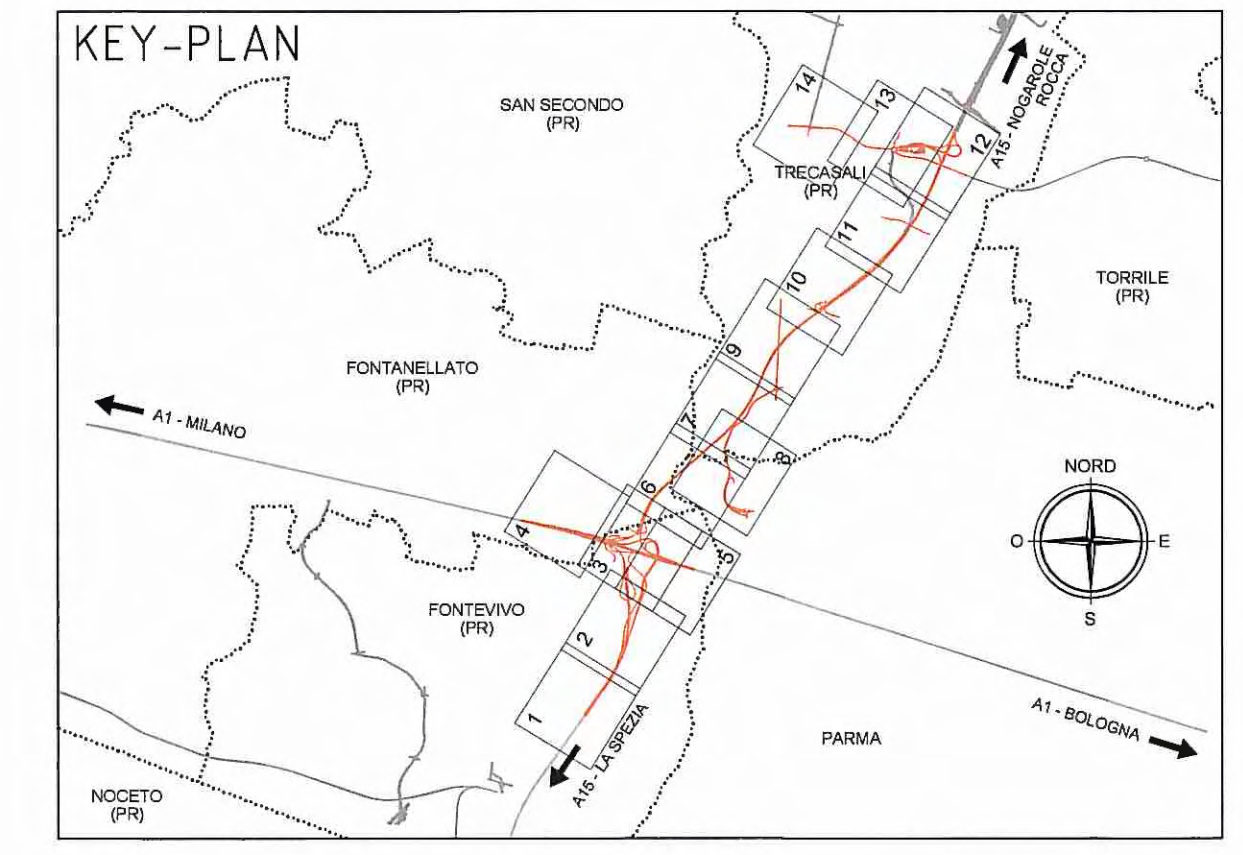 KEY-PLAN
SAN SECONDO
(PR)
14
13
A15 - NOGAROLE
ROCCA
12
TRECASALI
(PR)
11
10
TORRILE
(PR)
9
FONTANELLATO
(PR)
A1 - MILANO
7
8
NORD
6
4
O
E
5
3
FONTEVIVO
(PR)
S
2
1
A15 - LA SPEZIA
A1 - BOLOGNA
PARMA
NOCETO
(PR)